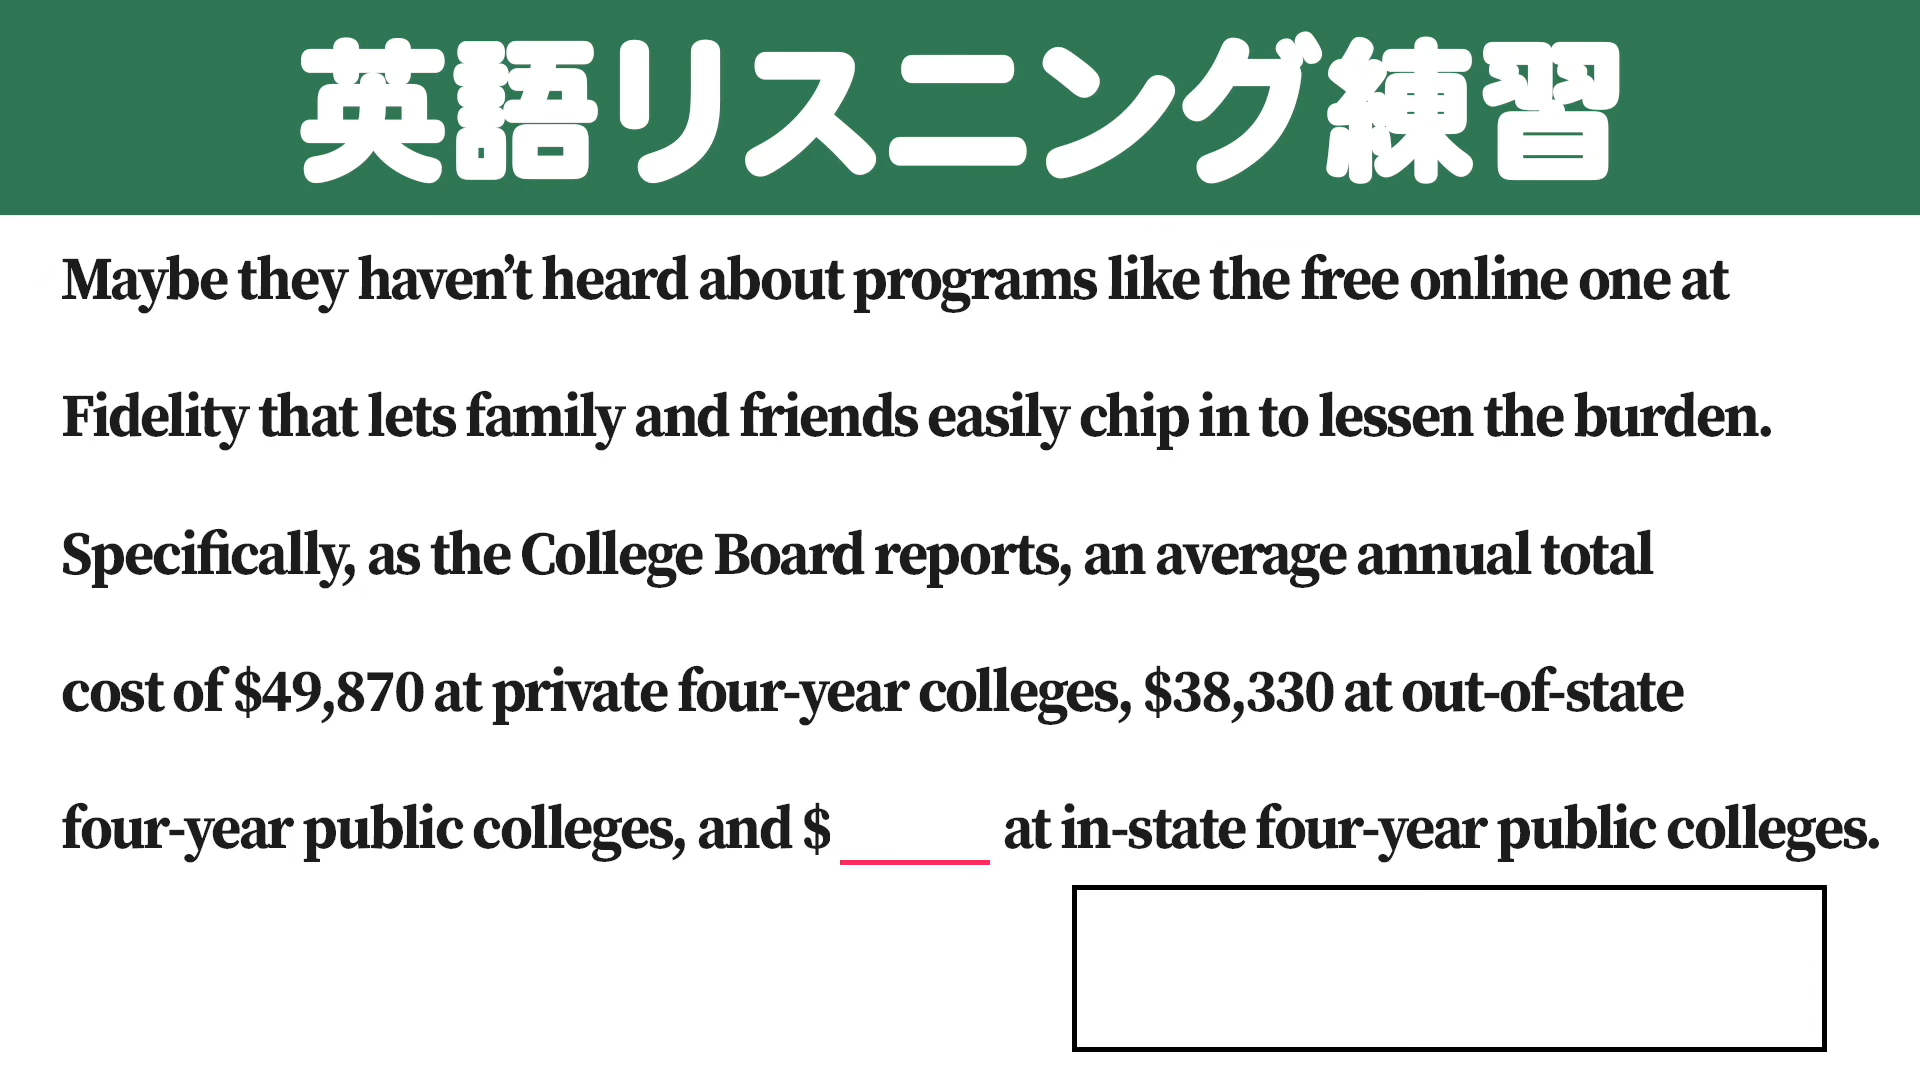 英語リスニング練習
Maybe they haven’t heard about programs like the free online one at
Fidelity that lets family and friends easily chip in to lessen the burden.
Specifically, as the College Board reports, an average annual total
cost of $49,870 at private four-year colleges, $38,330 at out-of-state
four-year public colleges, and $_____ at in-state four-year public colleges.